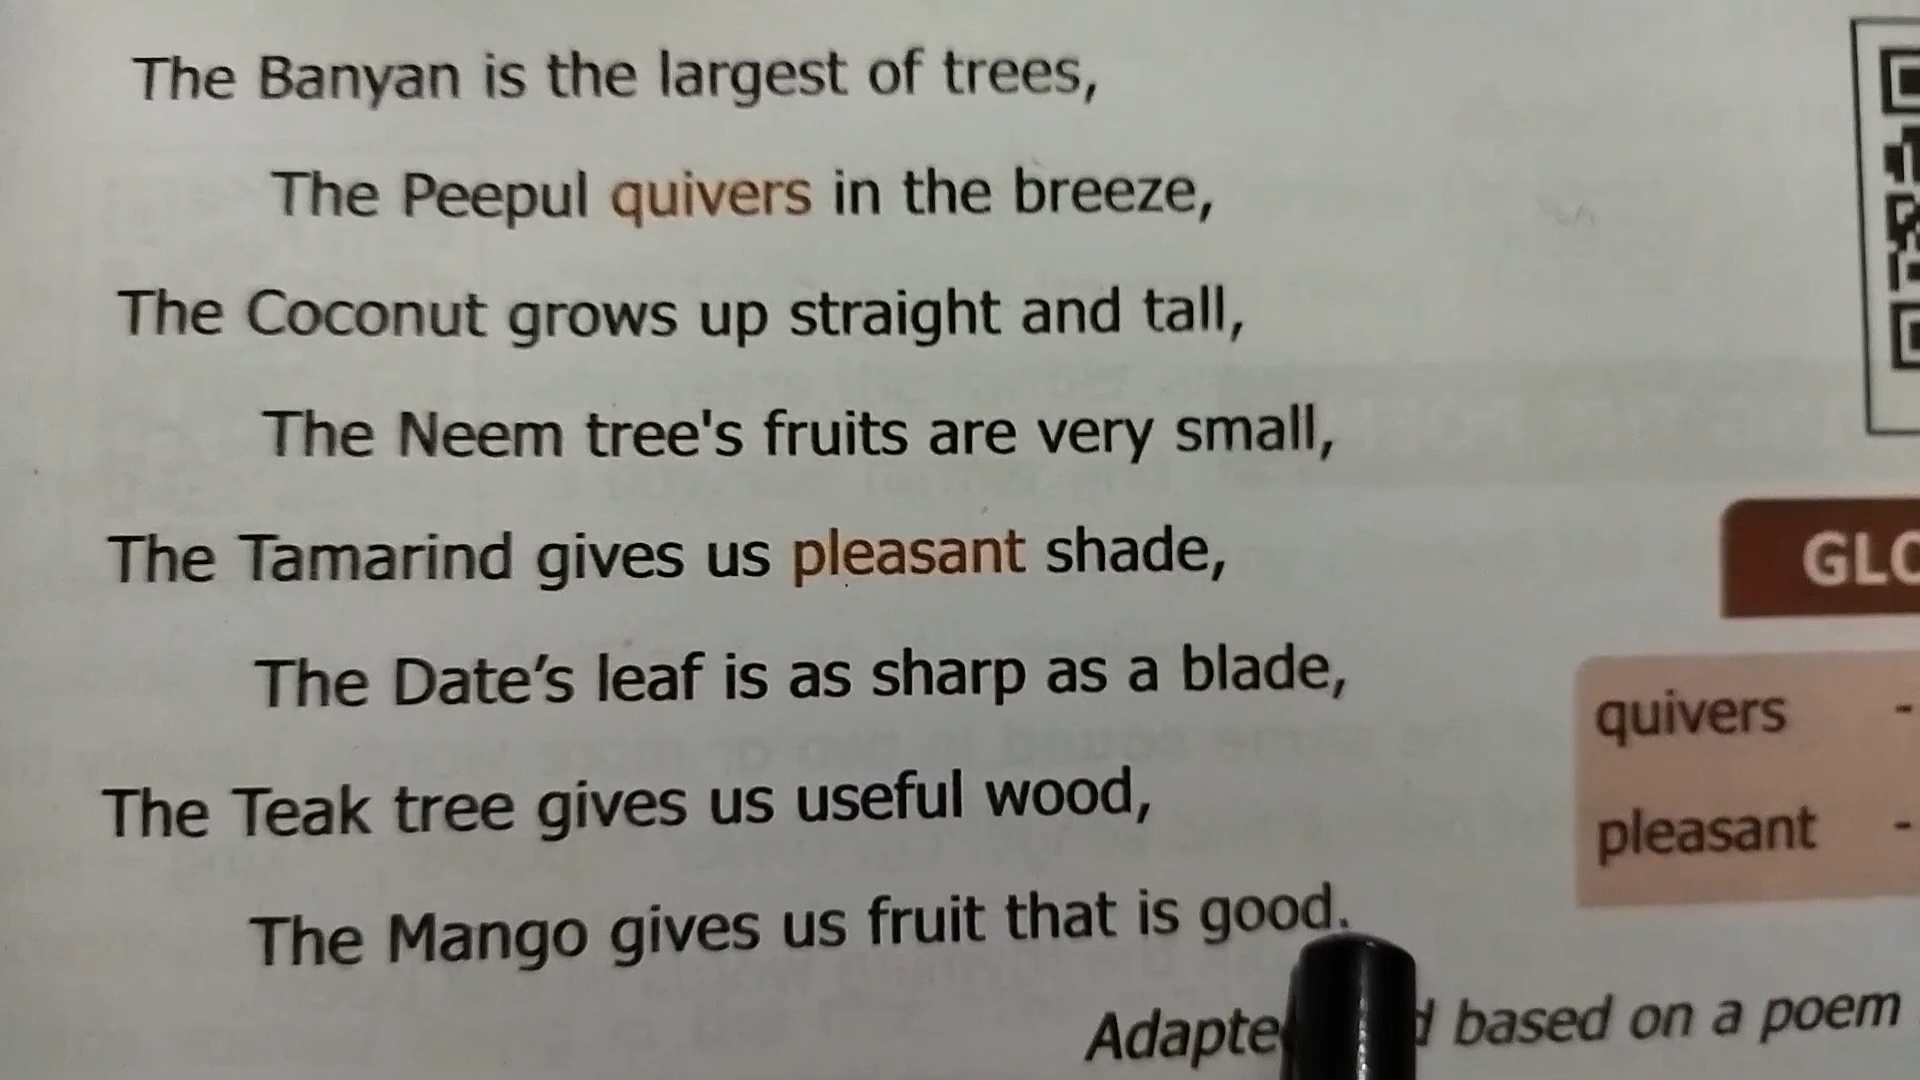 The Banyan is the largest of trees,
The Peepul quivers in the breeze,
The Coconut grows up straight and tall,
The Neem tree's fruits are very small,
The Tamarind gives us pleasant shade,
The Date’s leaf is as sharp as a blade,
The Teak tree gives us useful wood,
The Mango gives us fruit that is good.
based on a poem
quivers -
pleasant -